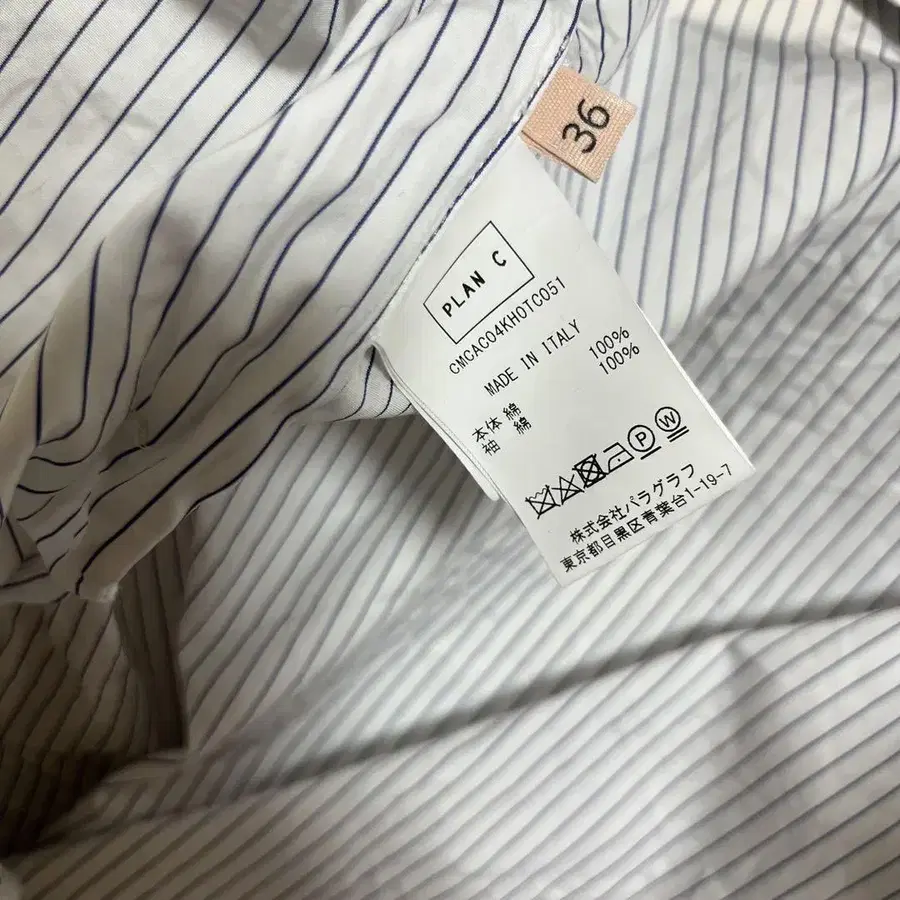 36
PLAN C
CMCAC04KH0TC051
MADE IN ITALY
本体 綿 100%
袖 綿 100%
P W
株式会社パラグラフ
東京都目黒区青葉台1-19-7